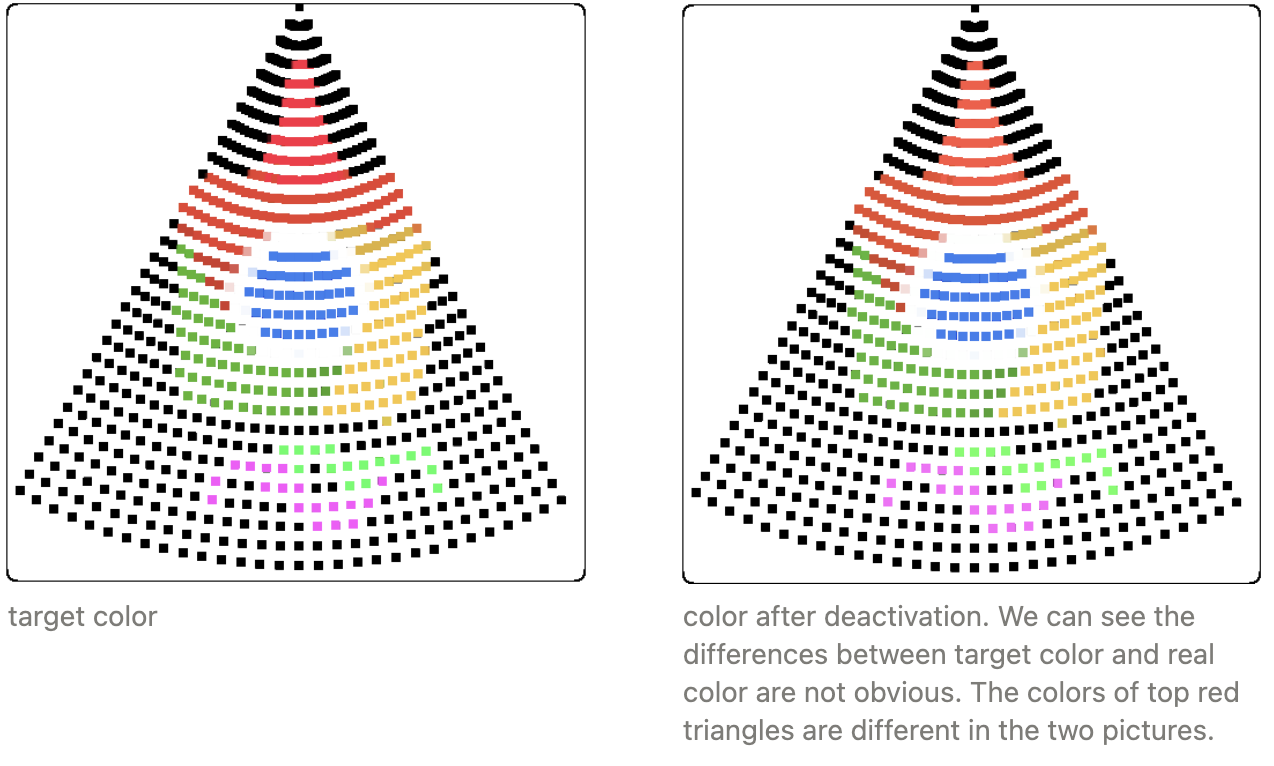 target color
color after deactivation. We can see the
differences between target color and real
color are not obvious. The colors of top red
triangles are different in the two pictures.